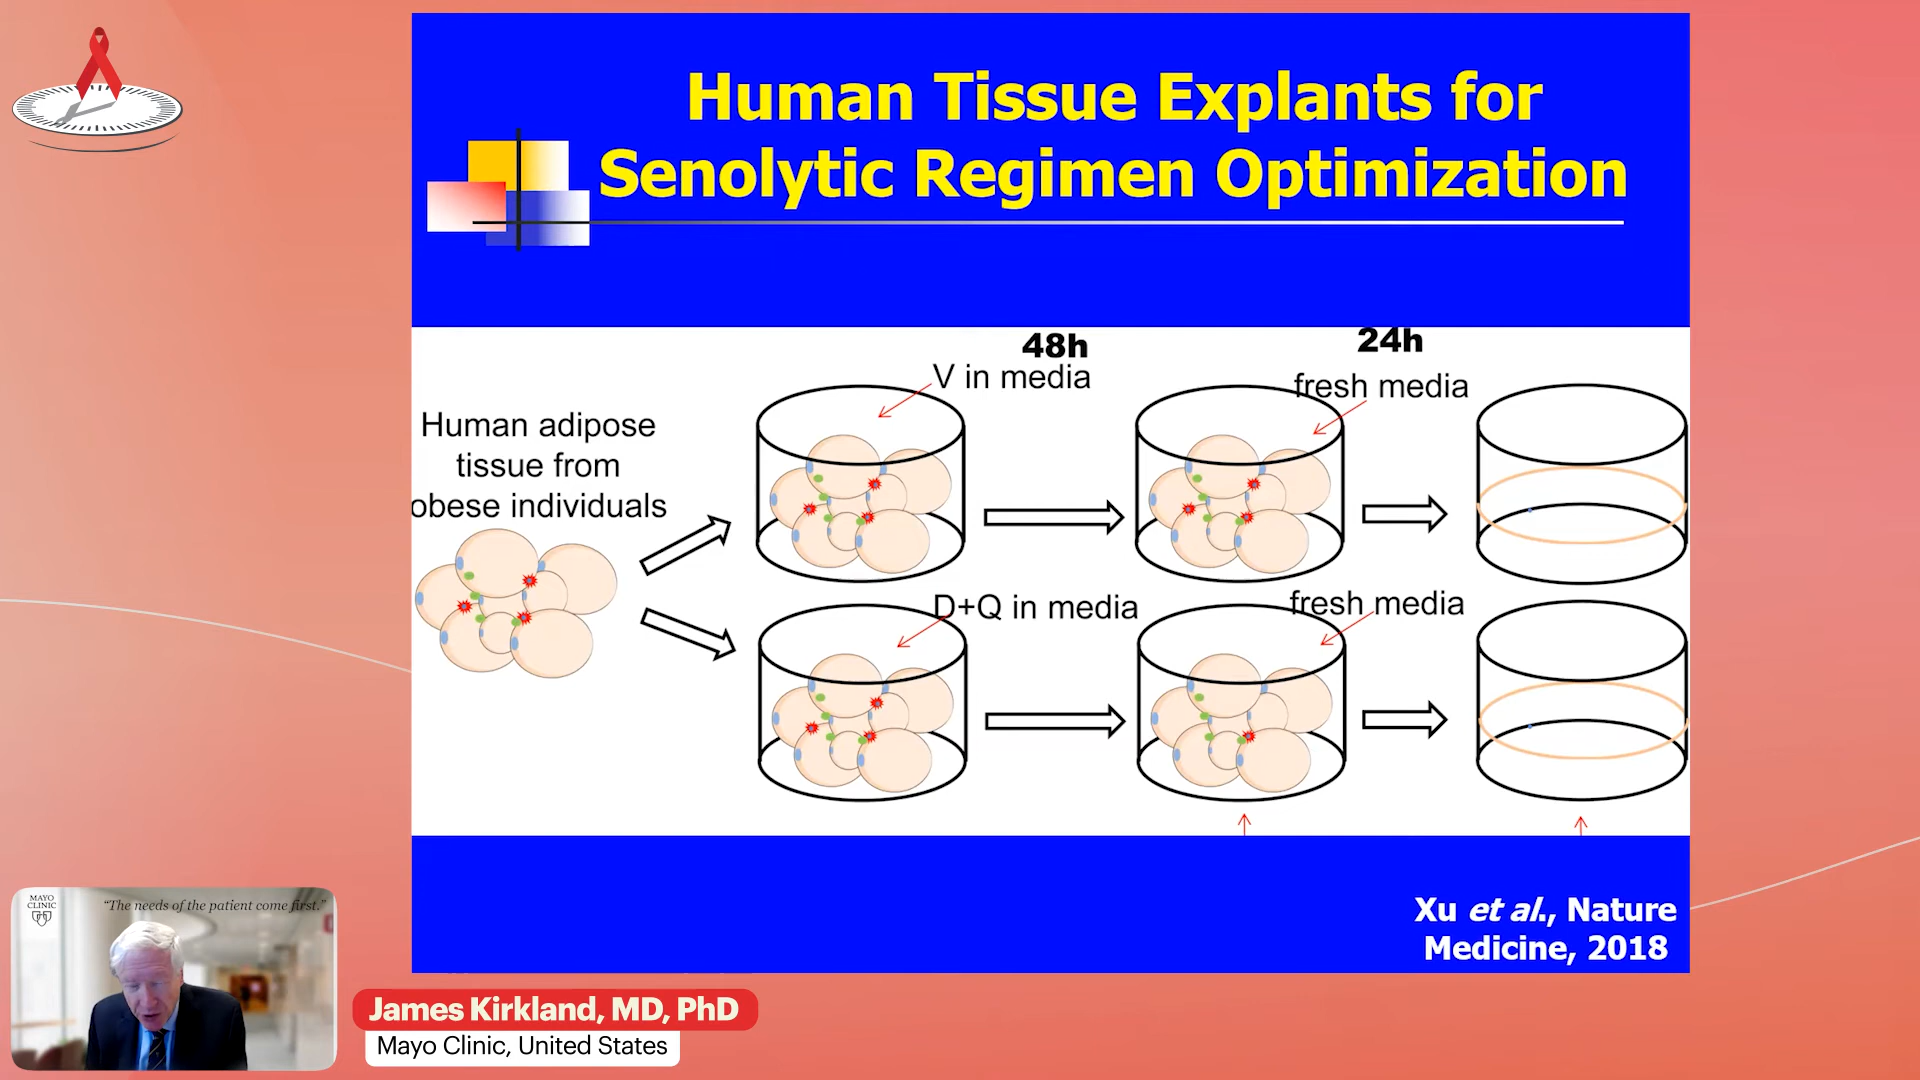 Human Tissue Explants for
Senolytic Regimen Optimization
48h
24h
V in media
fresh media
Human adipose
tissue from
obese individuals
D+Q in media
fresh media
Xu et al., Nature
Medicine, 2018
MAYO
CLINIC
“The needs of the patient come first.”
James Kirkland, MD, PhD
Mayo Clinic, United States